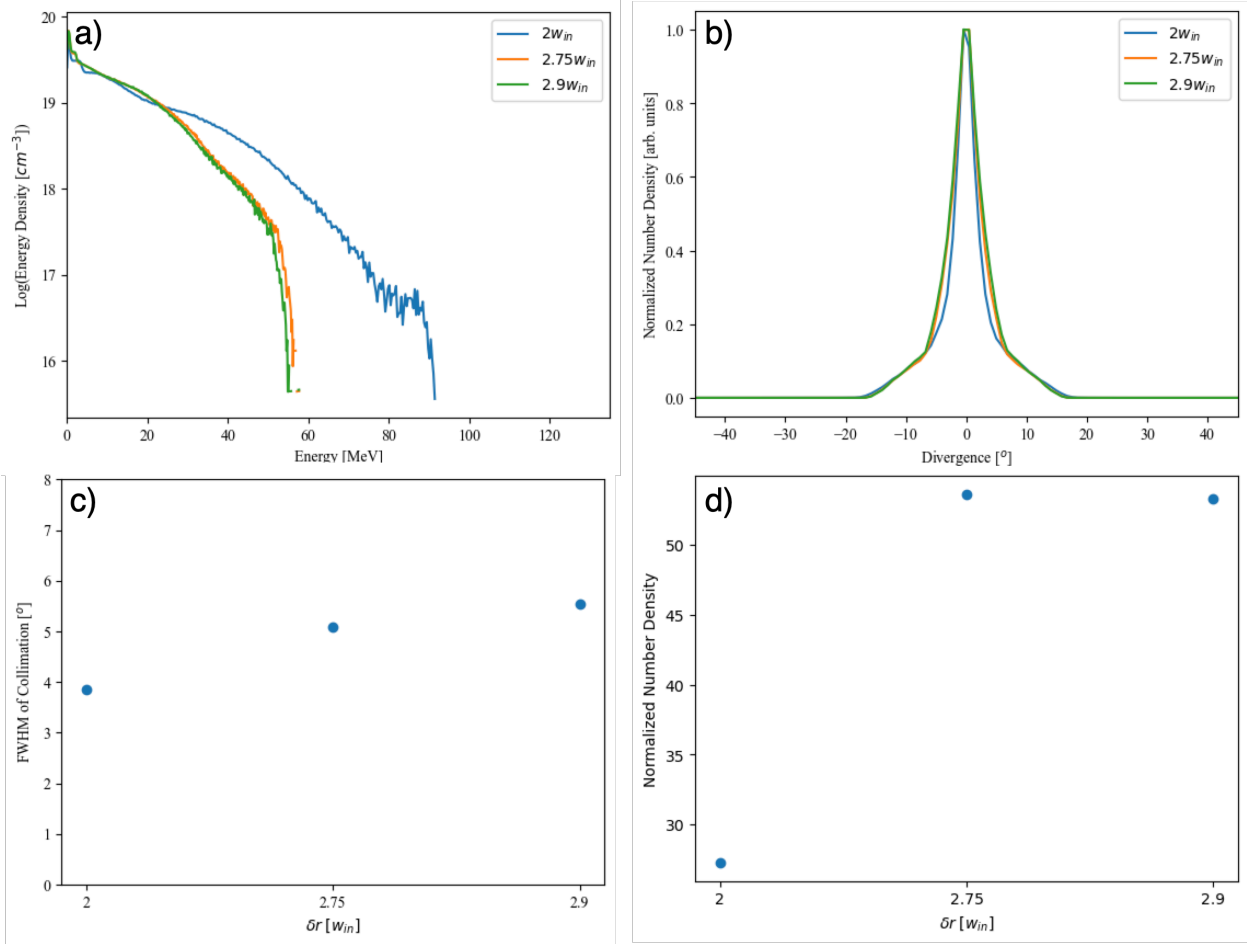 a)
20
19
18
17
16
Log(Energy Density [cm⁻³])
0 20 40 60 80 100 120
Energy [MeV]
2w_in
2.75w_in
2.9w_in
b)
1.0
0.8
0.6
0.4
0.2
0.0
Normalized Number Density [arb. units]
−40 −30 −20 −10 0 10 20 30 40
Divergence [°]
2w_in
2.75w_in
2.9w_in
c)
8
7
6
5
4
3
2
1
0
FWHM of Collimation [°]
2 2.75 2.9
δr [w_in]
d)
50
45
40
35
30
Normalized Number Density
2 2.75 2.9
δr [w_in]